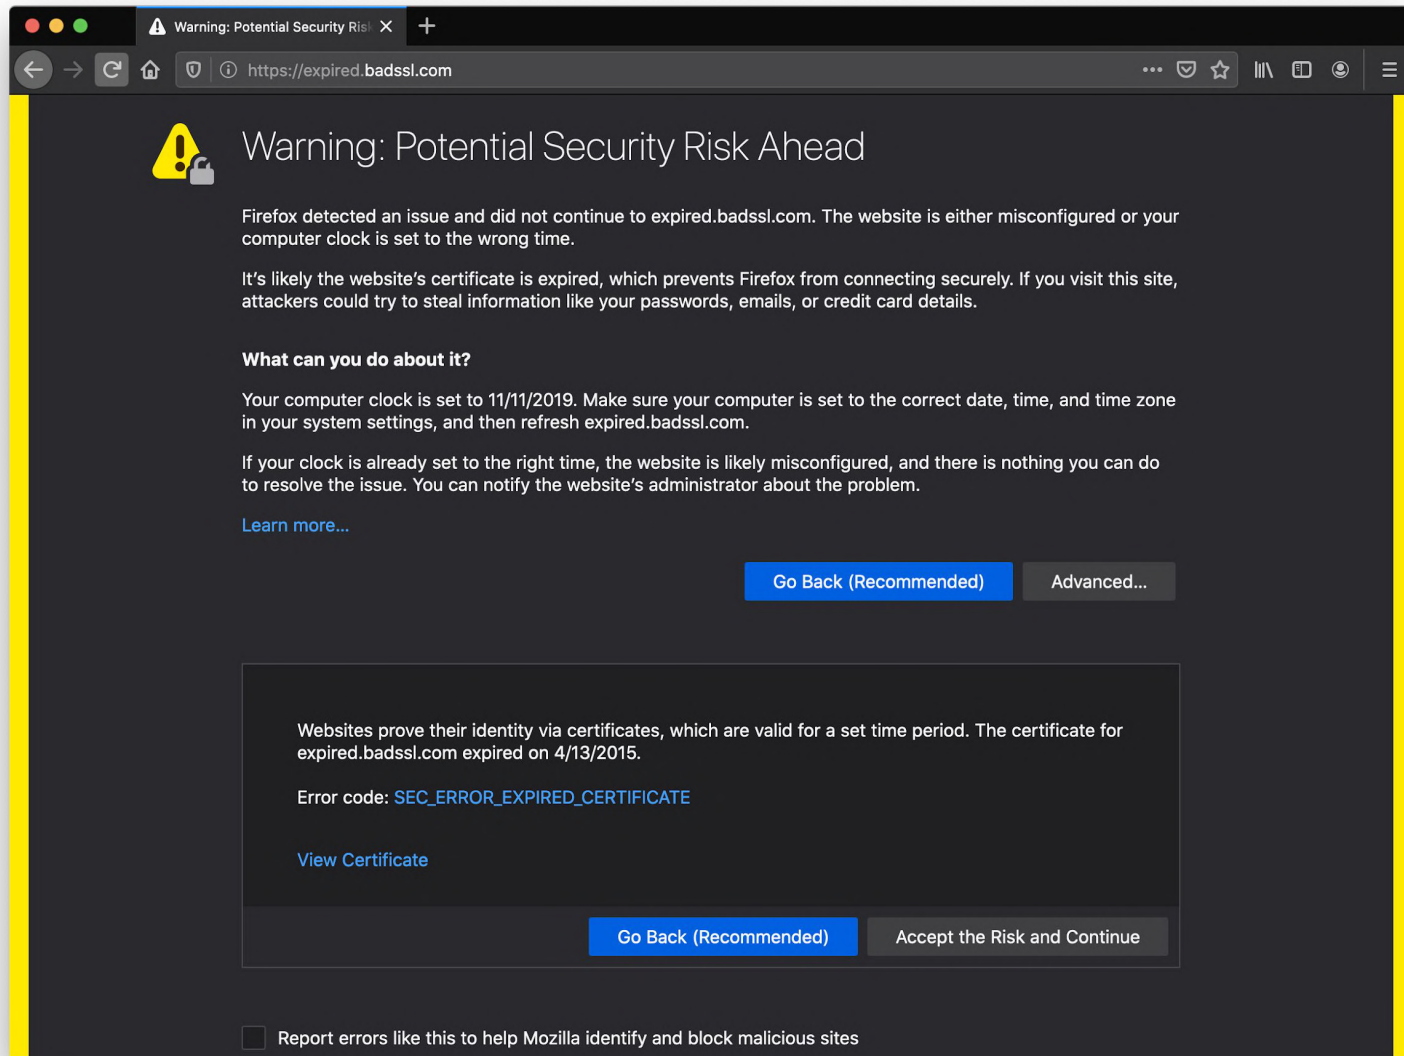 Warning: Potential Security Ris
https://expired.badssl.com
Warning: Potential Security Risk Ahead
Firefox detected an issue and did not continue to expired.badssl.com. The website is either misconfigured or your
computer clock is set to the wrong time.
It’s likely the website’s certificate is expired, which prevents Firefox from connecting securely. If you visit this site,
attackers could try to steal information like your passwords, emails, or credit card details.
What can you do about it?
Your computer clock is set to 11/11/2019. Make sure your computer is set to the correct date, time, and time zone
in your system settings, and then refresh expired.badssl.com.
If your clock is already set to the right time, the website is likely misconfigured, and there is nothing you can do
to resolve the issue. You can notify the website’s administrator about the problem.
Learn more...
Go Back (Recommended) Advanced...
Websites prove their identity via certificates, which are valid for a set time period. The certificate for
expired.badssl.com expired on 4/13/2015.
Error code: SEC_ERROR_EXPIRED_CERTIFICATE
View Certificate
Go Back (Recommended) Accept the Risk and Continue
Report errors like this to help Mozilla identify and block malicious sites